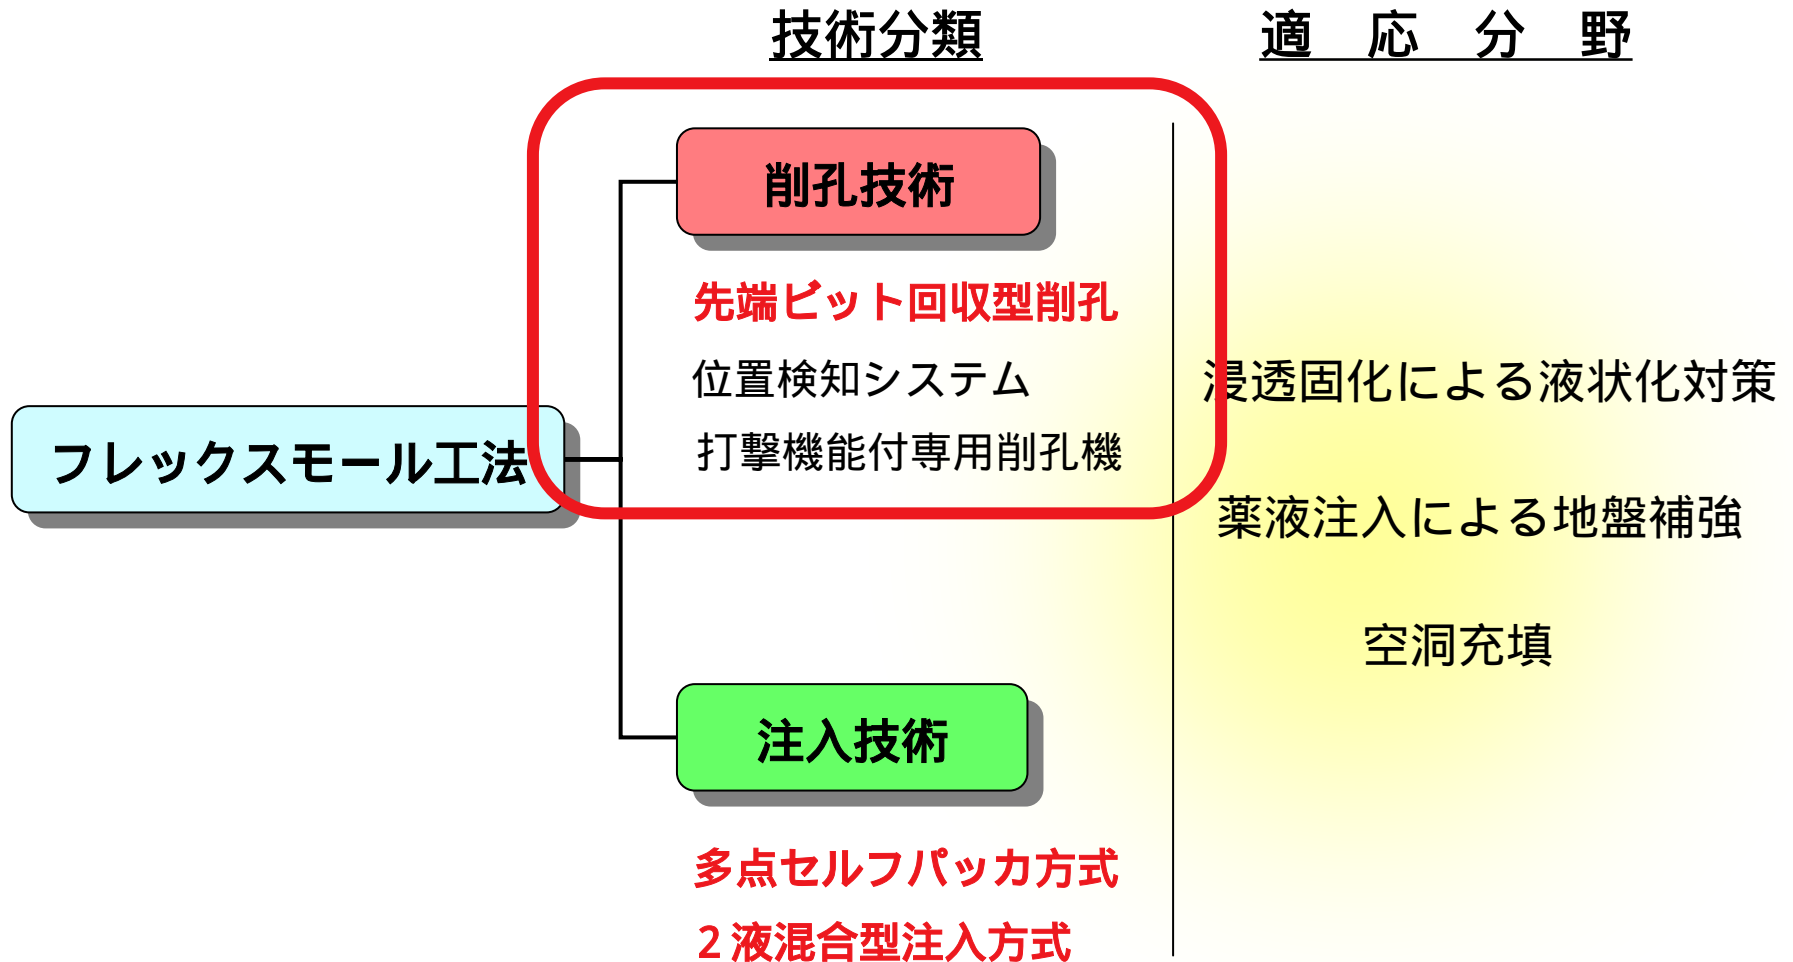 技術分類
適　応　分　野
削孔技術
先端ビット回収型削孔
位置検知システム
打撃機能付専用削孔機
フレックスモール工法
浸透固化による液状化対策
薬液注入による地盤補強
空洞充填
注入技術
多点セルフパッカ方式
2 液混合型注入方式